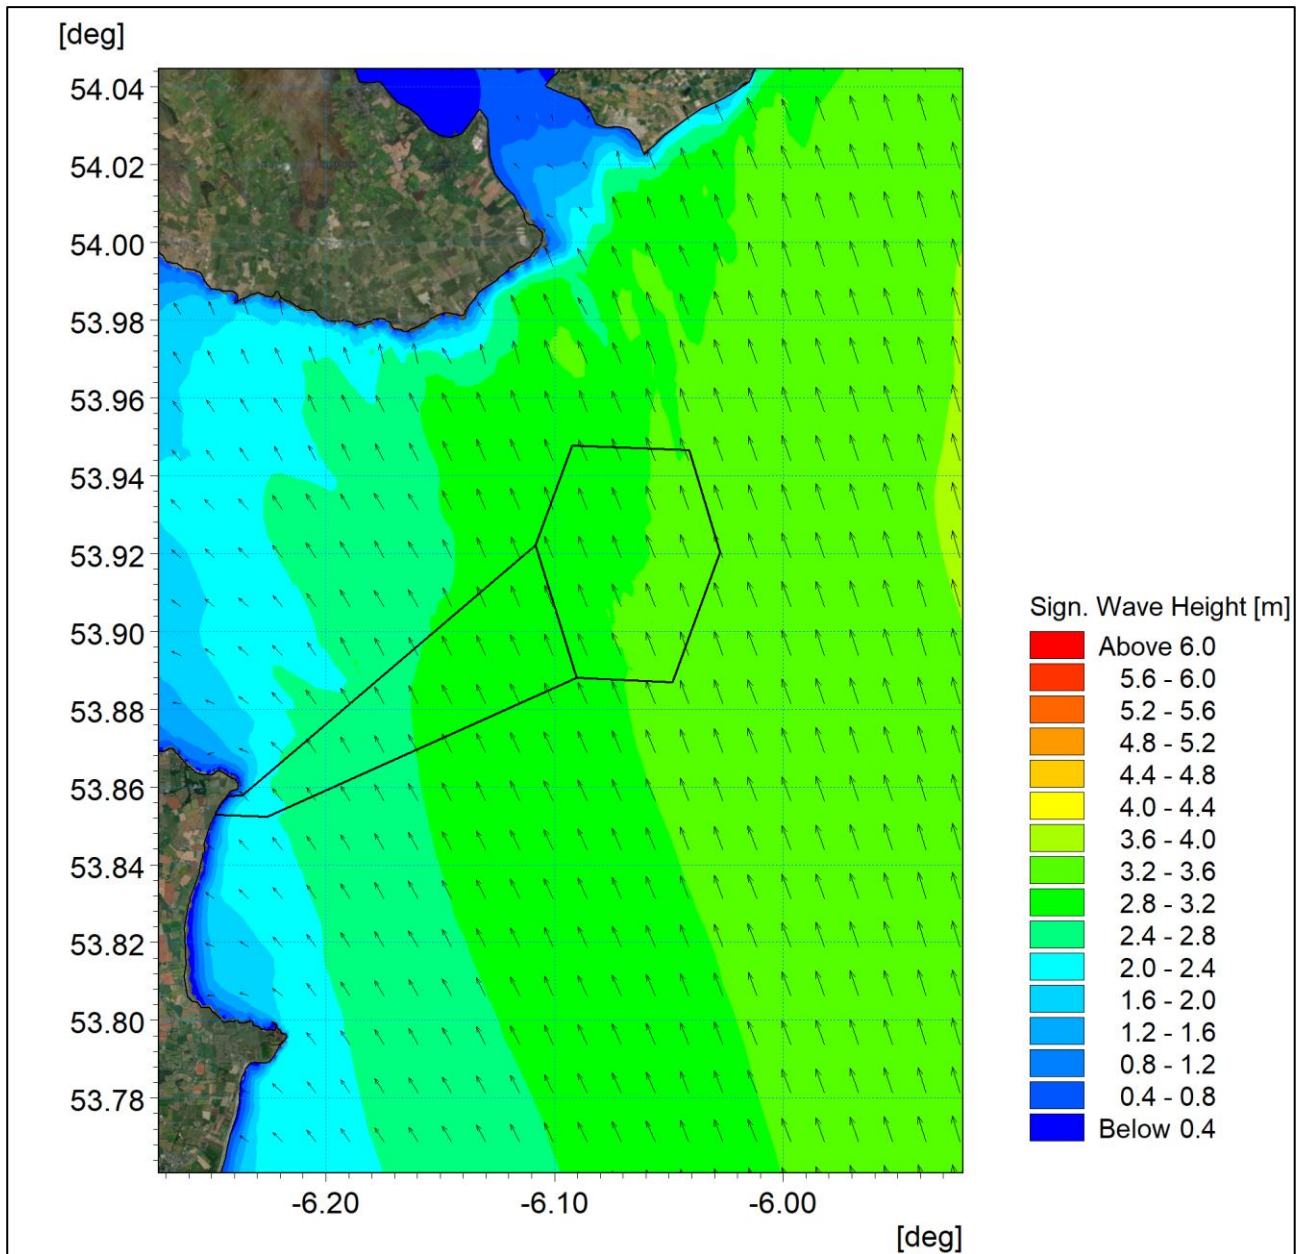 [deg]
54.04
54.02
54.00
53.98
53.96
53.94
53.92
53.90
53.88
53.86
53.84
53.82
53.80
53.78
-6.20 -6.10 -6.00
[deg]
Sign. Wave Height [m]
Above 6.0
5.6 - 6.0
5.2 - 5.6
4.8 - 5.2
4.4 - 4.8
4.0 - 4.4
3.6 - 4.0
3.2 - 3.6
2.8 - 3.2
2.4 - 2.8
2.0 - 2.4
1.6 - 2.0
1.2 - 1.6
0.8 - 1.2
0.4 - 0.8
Below 0.4